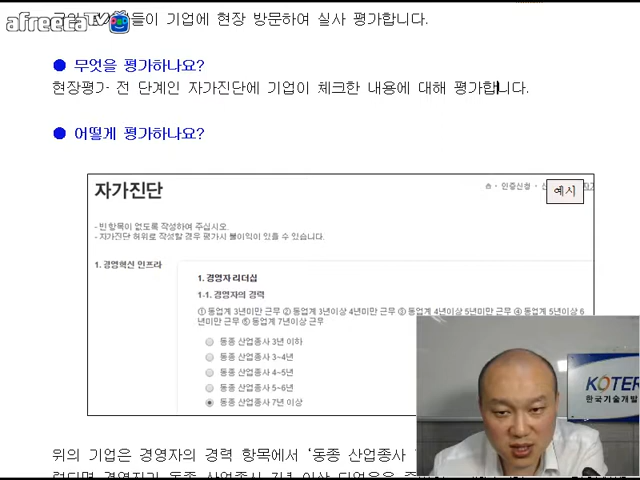 afreecaTV
들이 기업에 현장 방문하여 실사 평가합니다.
● 무엇을 평가하나요?
현장평가 전 단계인 자가진단에 기업이 체크한 내용에 대해 평가합니다.
● 어떻게 평가하나요?
자가진단
인증신청
예시
- 빈 항목이 없도록 작성하여 주십시오.
- 자가진단 허위로 작성할 경우 평가시 불이익이 있을 수 있습니다.
1. 경영혁신 인프라
1. 경영자 리더십
1-1. 경영자의 경력
① 동업계 3년미만 근무 ② 동업계 3년이상 4년미만 근무 ③ 동업계 4년이상 5년미만 근무 ④ 동업계 5년이상 6
년미만 근무 ⑤ 동업계 7년이상 근무
동종 산업종사 3년 이하
동종 산업종사 3~4년
동종 산업종사 4~5년
동종 산업종사 5~6년
동종 산업종사 7년 이상
KOTER
한국기술개발
위의 기업은 경영자의 경력 항목에서 '동종 산업종사